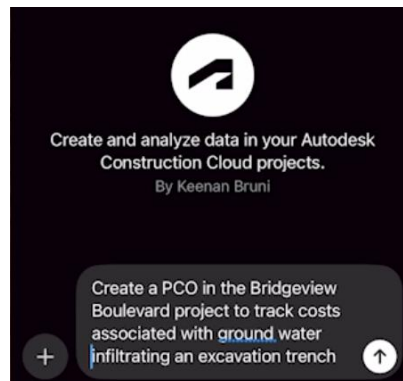 Create and analyze data in your Autodesk
Construction Cloud projects.
By Keenan Bruni
Create a PCO in the Bridgeview
Boulevard project to track costs
associated with ground water
infiltrating an excavation trench